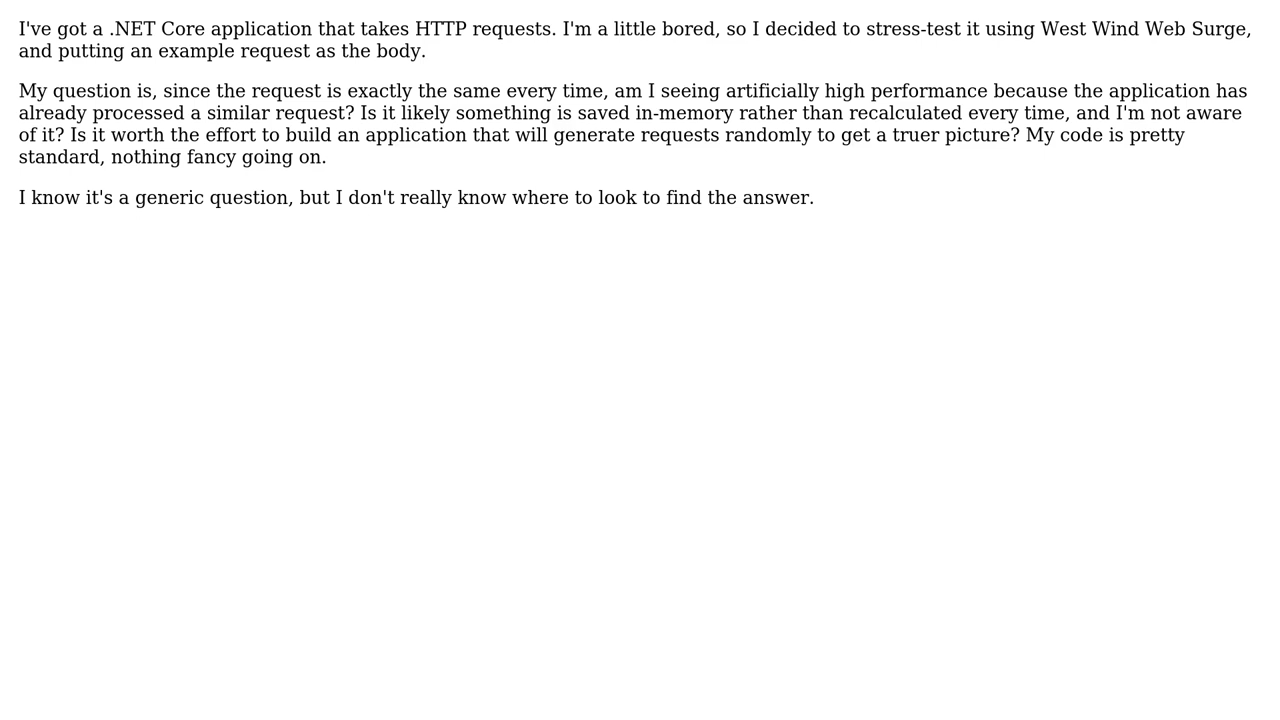 I've got a .NET Core application that takes HTTP requests. I'm a little bored, so I decided to stress-test it using West Wind Web Surge,
and putting an example request as the body.
My question is, since the request is exactly the same every time, am I seeing artificially high performance because the application has
already processed a similar request? Is it likely something is saved in-memory rather than recalculated every time, and I'm not aware
of it? Is it worth the effort to build an application that will generate requests randomly to get a truer picture? My code is pretty
standard, nothing fancy going on.
I know it's a generic question, but I don't really know where to look to find the answer.